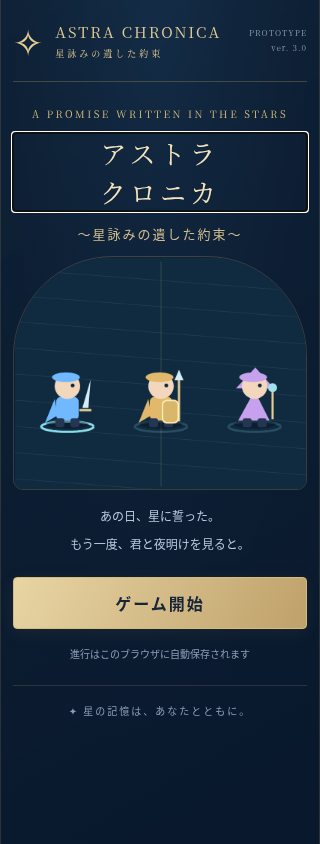 ASTRA CHRONICA
星詠みの遺した約束
PROTOTYPE
ver. 3.0
A PROMISE WRITTEN IN THE STARS
アストラ
クロニカ
〜星詠みの遺した約束〜
あの日、星に誓った。
もう一度、君と夜明けを見ると。
ゲーム開始
進行はこのブラウザに自動保存されます
✦ 星の記憶は、あなたとともに。